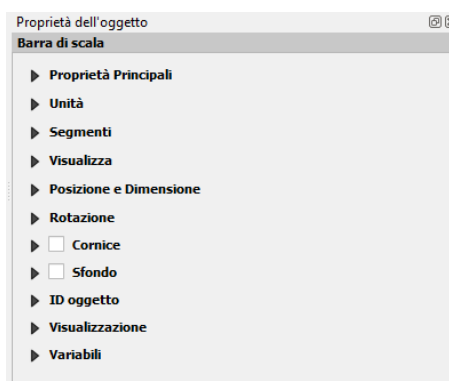 Proprietà dell'oggetto
Barra di scala
Proprietà Principali
Unità
Segmenti
Visualizza
Posizione e Dimensione
Rotazione
Cornice
Sfondo
ID oggetto
Visualizzazione
Variabili